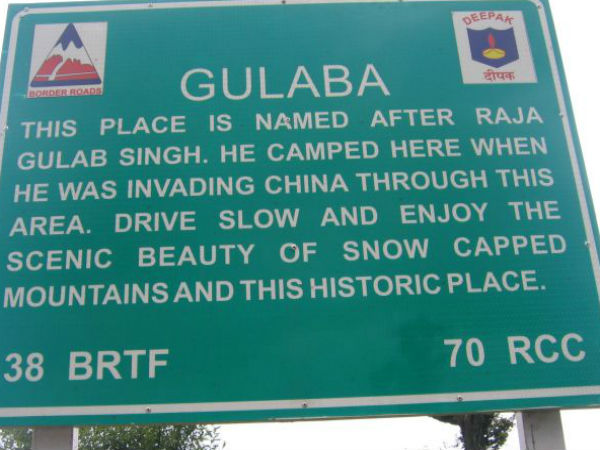 BORDER ROADS
DEEPAK
दीपक
GULABA
THIS PLACE IS NAMED AFTER RAJA
GULAB SINGH. HE CAMPED HERE WHEN
HE WAS INVADING CHINA THROUGH THIS
AREA. DRIVE SLOW AND ENJOY THE
SCENIC BEAUTY OF SNOW CAPPED
MOUNTAINS AND THIS HISTORIC PLACE.
38 BRTF
70 RCC